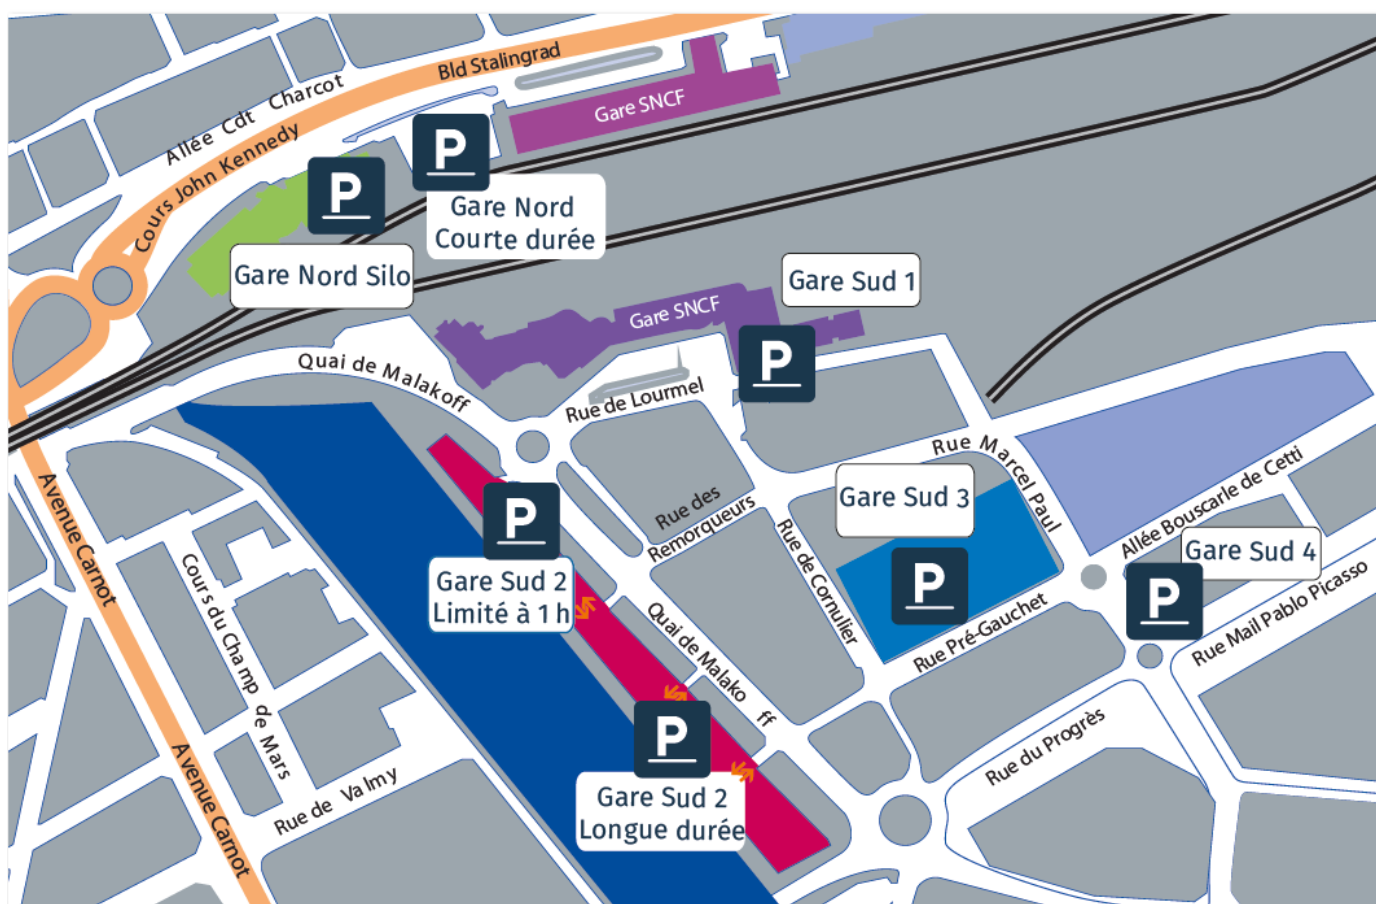 Bld Stalingrad
Allée Cdt Charcot
Cours John Kennedy
Gare SNCF
P
P
Gare Nord
Courte durée
Gare Nord Silo
Gare Sud 1
Gare SNCF
P
Quai de Malakoff
Rue de Lourmel
Rue Marcel Paul
Allée Bouscarle de Cetti
Avenue Carnot
P
Rue des
Remorqueurs
Gare Sud 3
Rue de Cornulier
P
Gare Sud 4
P
Gare Sud 2
Limité à 1 h
Cours du Champ de Mars
Quai de Malako ff
Rue Pré-Gauchet
Rue Mail Pablo Picasso
P
Gare Sud 2
Longue durée
Rue du Progrès
Rue de Valmy
Avenue Carnot